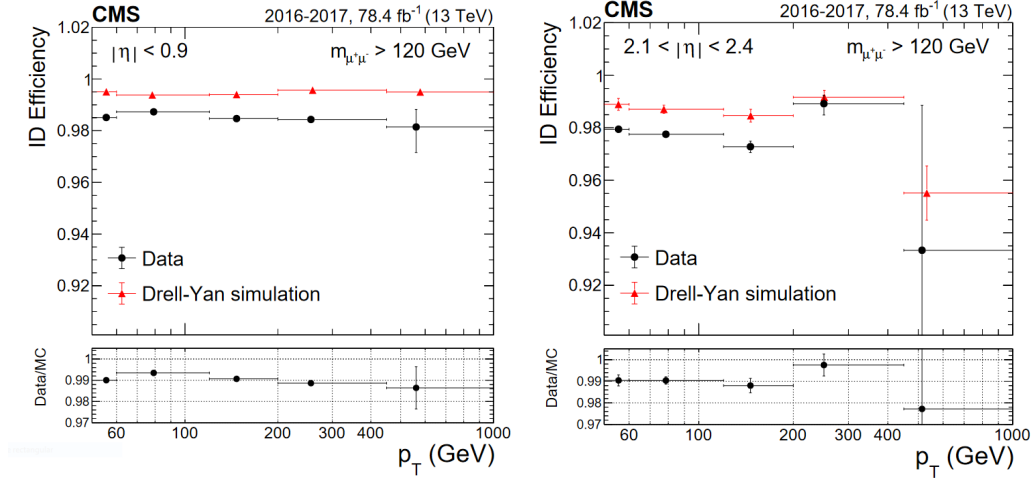 CMS 2016-2017, 78.4 fb⁻¹ (13 TeV)
1.02
|η| < 0.9 m_μ⁺μ⁻ > 120 GeV
1
0.98
0.96
0.94
0.92
ID Efficiency
Data
Drell-Yan simulation
1
0.99
0.98
0.97
Data/MC
60 100 200 300 400 1000
p_T (GeV)
CMS 2016-2017, 78.4 fb⁻¹ (13 TeV)
1.02
2.1 < |η| < 2.4 m_μ⁺μ⁻ > 120 GeV
1
0.98
0.96
0.94
0.92
ID Efficiency
Data
Drell-Yan simulation
1
0.99
0.98
0.97
Data/MC
60 100 200 300 400 1000
p_T (GeV)